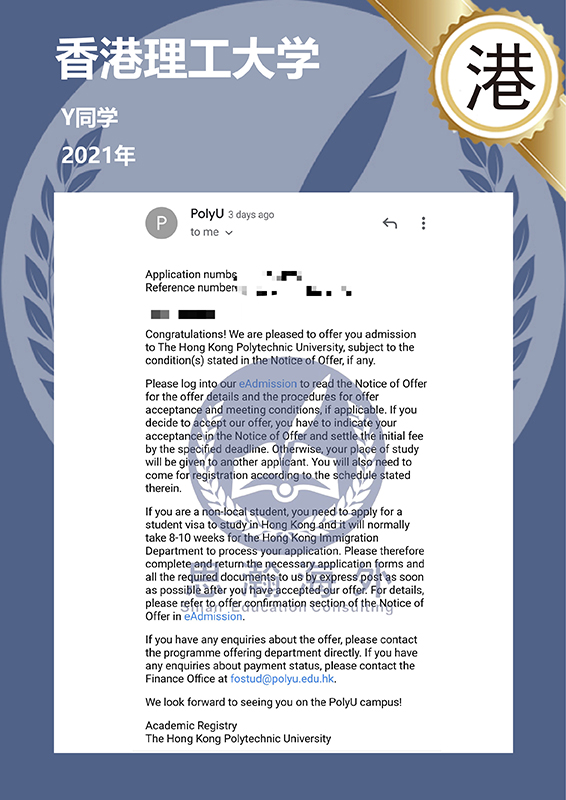 香港理工大学
港
Y同学
2021年
P
PolyU 3 days ago
to me
Application numbe
Reference number
Congratulations! We are pleased to offer you admission
to The Hong Kong Polytechnic University, subject to the
condition(s) stated in the Notice of Offer, if any.
Please log into our eAdmission to read the Notice of Offer
for the offer details and the procedures for offer
acceptance and meeting conditions, if applicable. If you
decide to accept our offer, you have to indicate your
acceptance in the Notice of Offer and settle the initial fee
by the specified deadline. Otherwise, your place of study
will be given to another applicant. You will also need to
come for registration according to the schedule stated
therein.
If you are a non-local student, you need to apply for a
student visa to study in Hong Kong and it will normally
take 8-10 weeks for the Hong Kong Immigration
Department to process your application. Please therefore
complete and return the necessary application forms and
all the required documents to us by express post as soon
as possible after you have accepted our offer. For details,
please refer to offer confirmation section of the Notice of
Offer in eAdmission.
思瀚海外
Education Consulting
If you have any enquiries about the offer, please contact
the programme offering department directly. If you have
any enquiries about payment status, please contact the
Finance Office at fostud@polyu.edu.hk.
We look forward to seeing you on the PolyU campus!
Academic Registry
The Hong Kong Polytechnic University